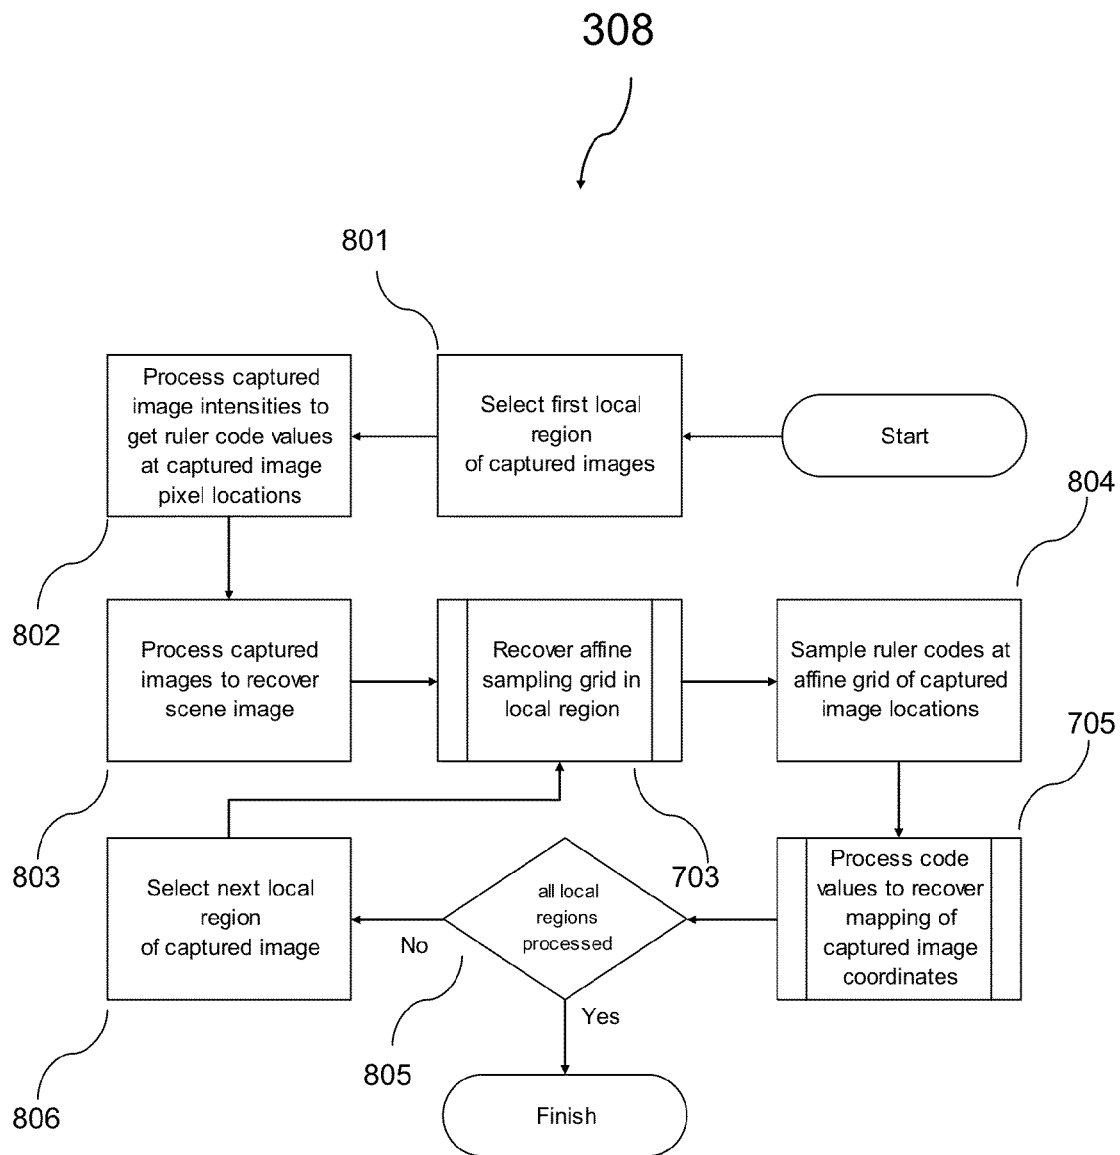 308
801
Process captured
image intensities to
get ruler code values
at captured image
pixel locations
Select first local
region
of captured images
Start
804
802
Process captured
images to recover
scene image
Recover affine
sampling grid in
local region
Sample ruler codes at
affine grid of captured
image locations
705
803
703
Select next local
region
of captured image
No
all local
regions
processed
Yes
Process code
values to recover
mapping of
captured image
coordinates
805
806
Finish